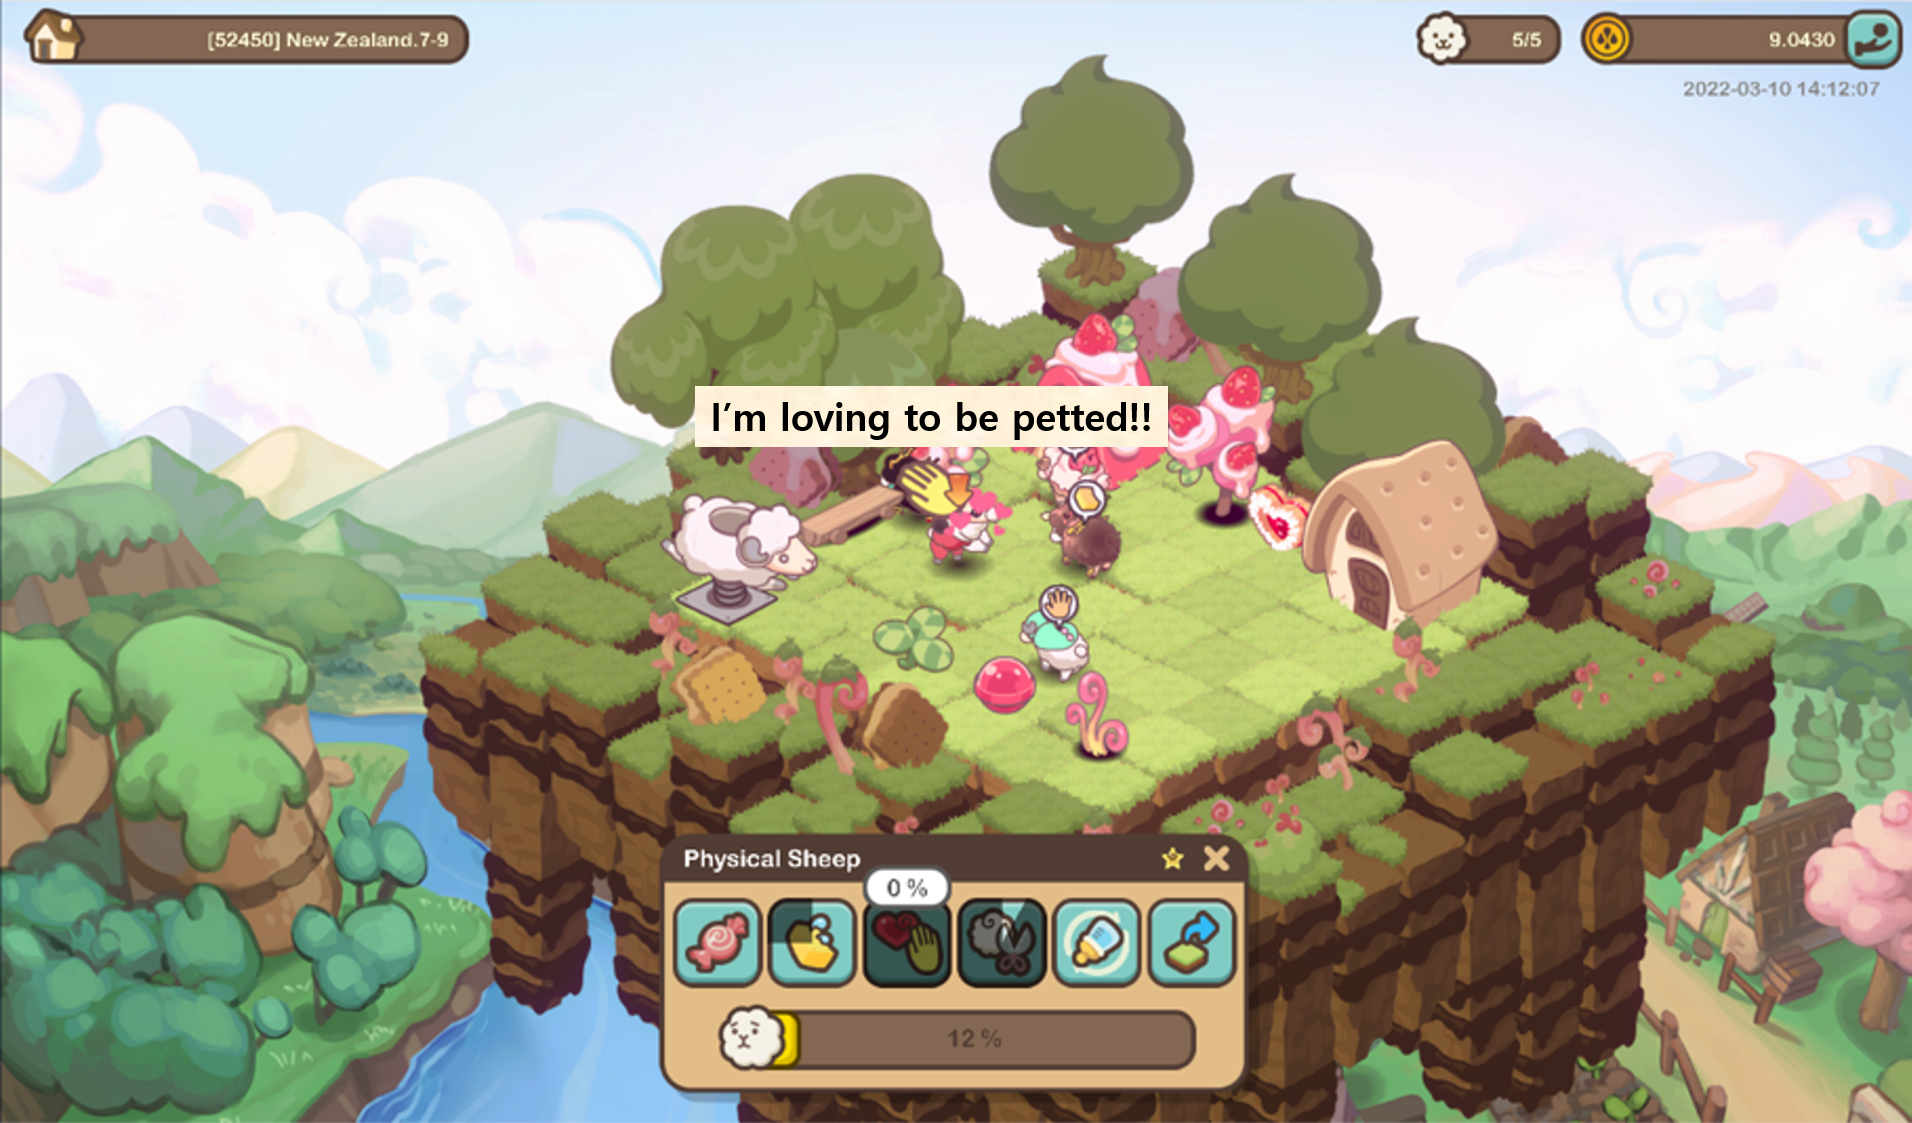 [52450] New Zealand.7-9
5/5
9.0430
2022-03-10 14:12:07
I'm loving to be petted!!
Physical Sheep
0 %
12 %